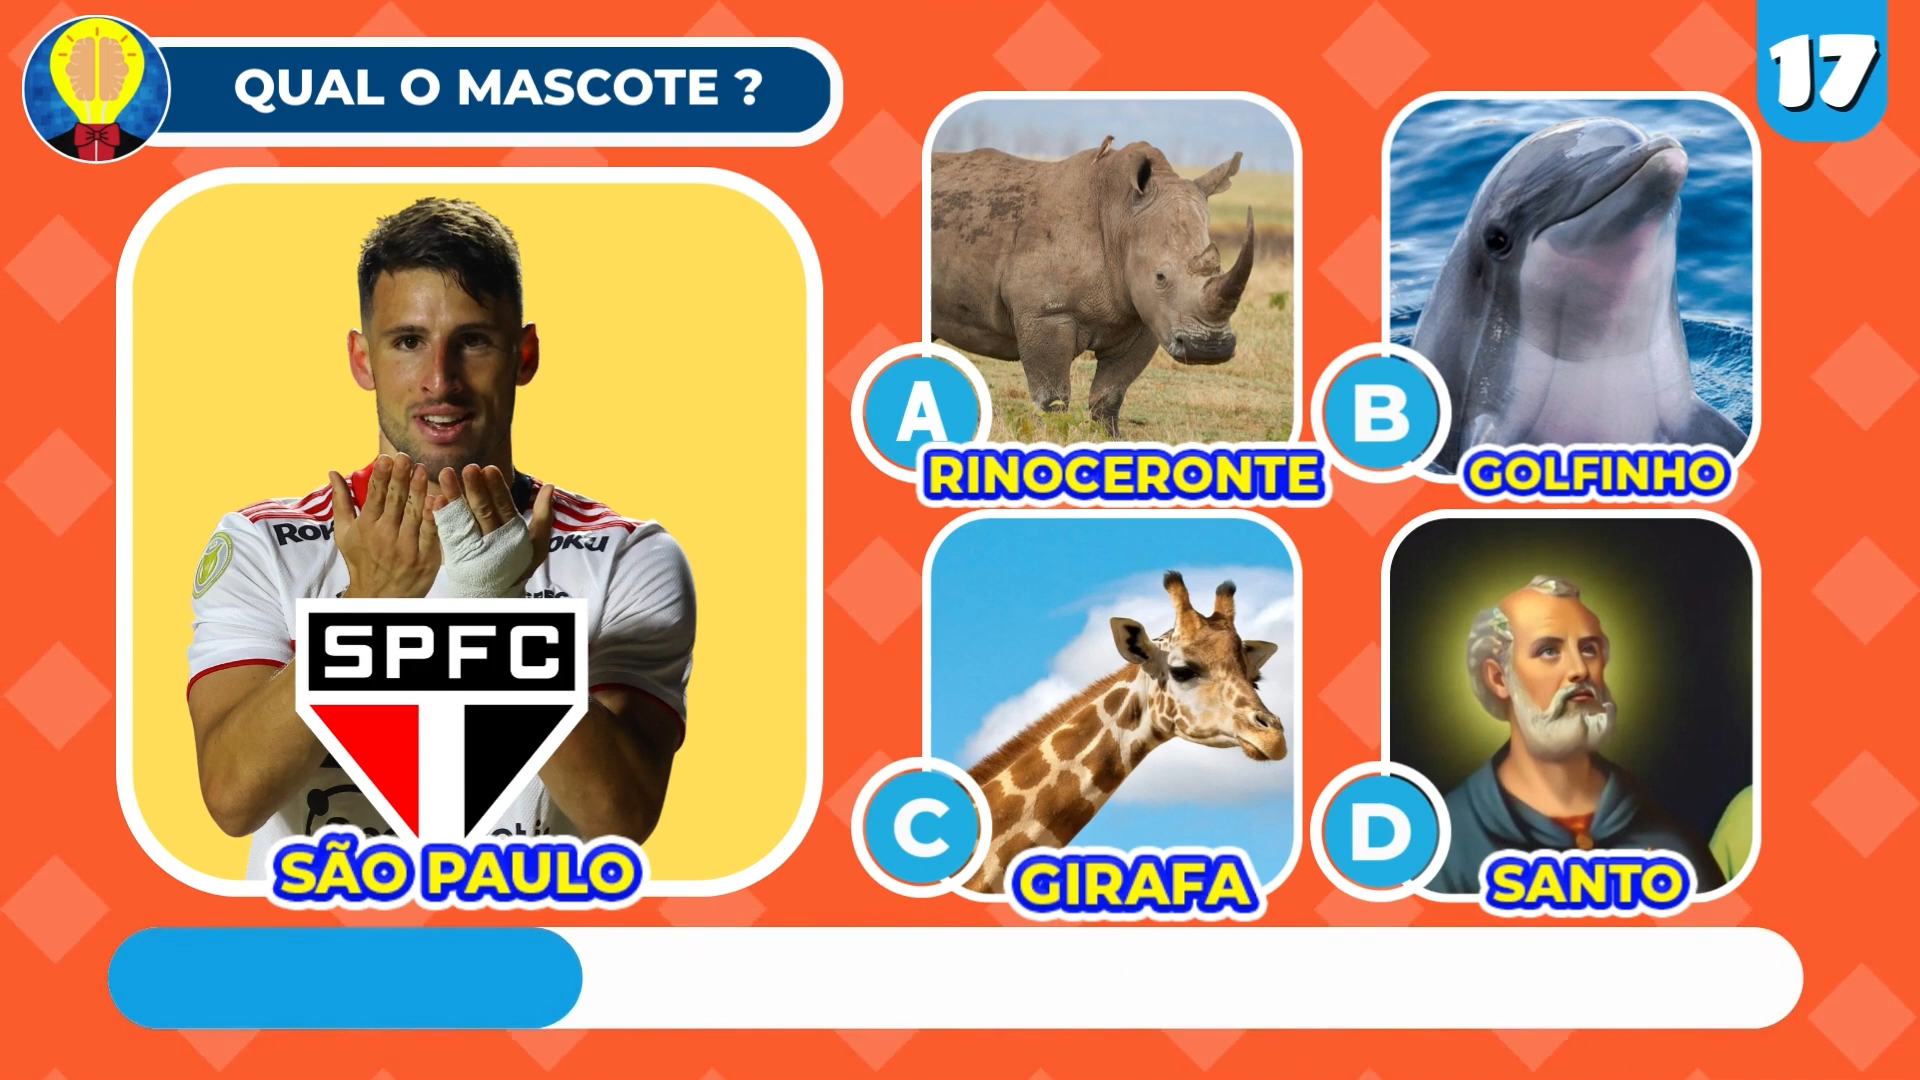 QUAL O MASCOTE ?
17
SPFC
SÃO PAULO
A
RINOCERONTE
B
GOLFINHO
C
GIRAFA
D
SANTO